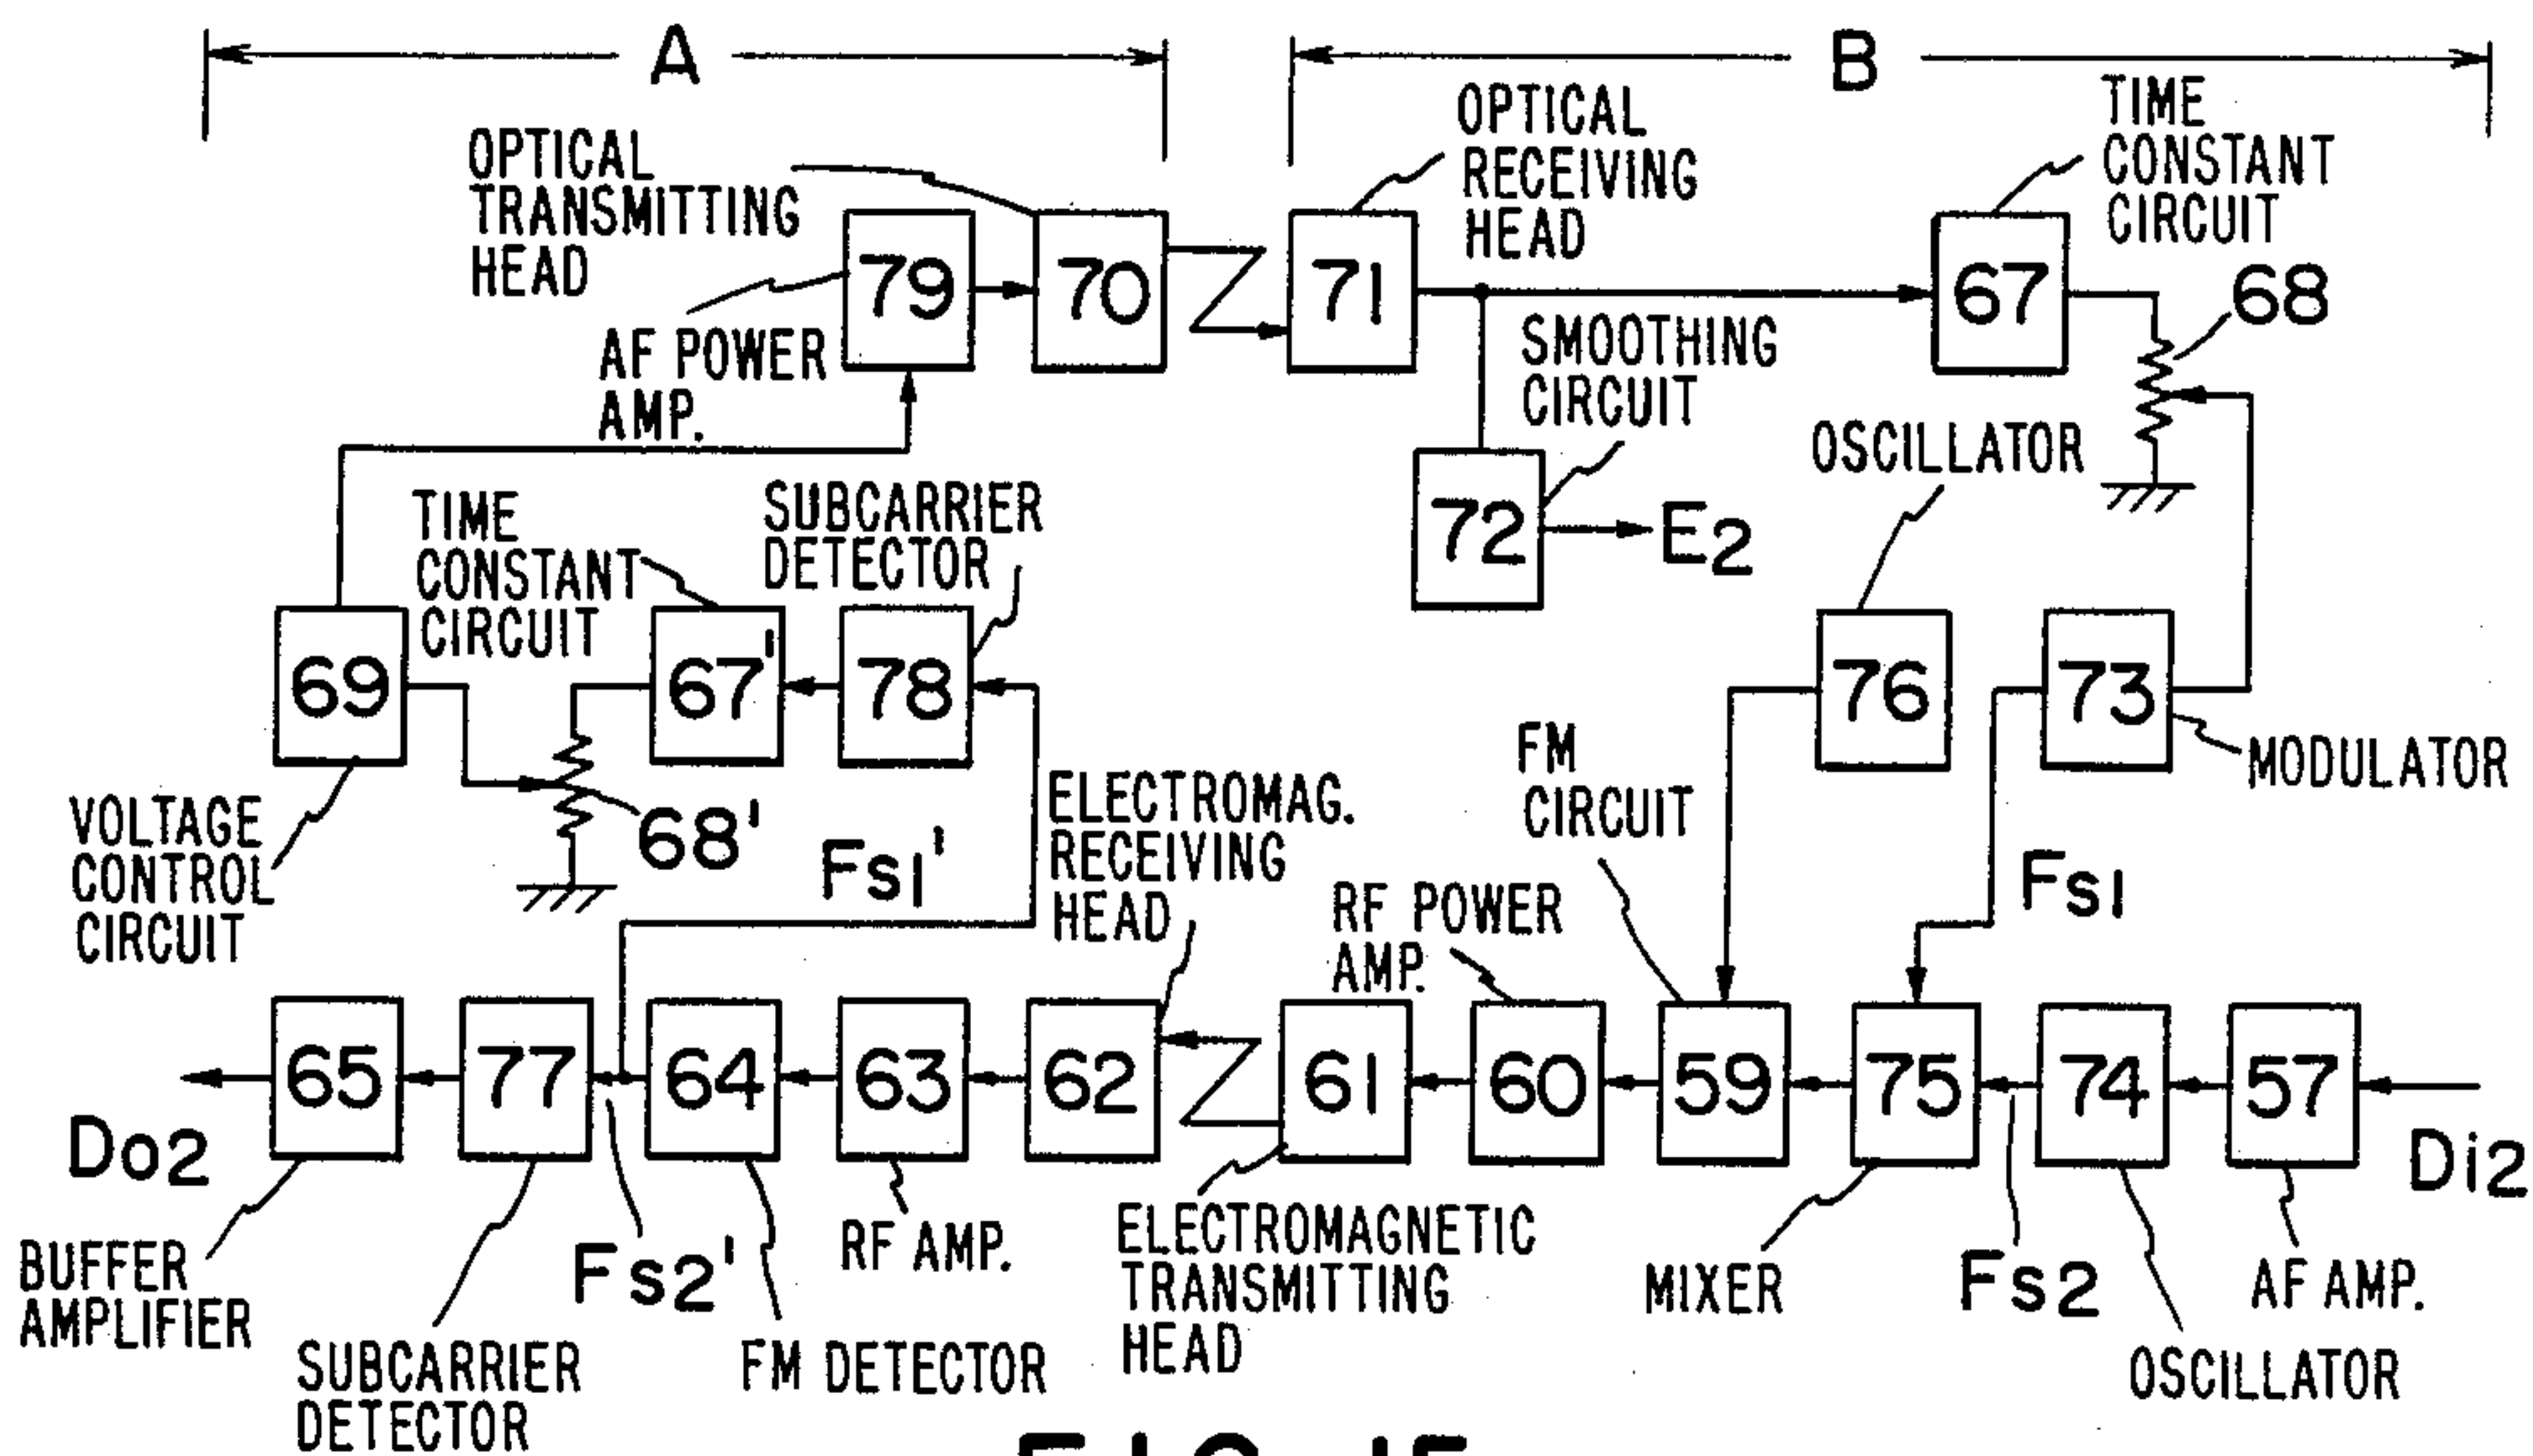 A
B
OPTICAL
TRANSMITTING
HEAD
OPTICAL
RECEIVING
HEAD
TIME
CONSTANT
CIRCUIT
79
70
71
67
68
AF POWER
AMP.
SMOOTHING
CIRCUIT
72
E2
OSCILLATOR
TIME
CONSTANT
CIRCUIT
SUBCARRIER
DETECTOR
69
67'
78
76
73
MODULATOR
VOLTAGE
CONTROL
CIRCUIT
68'
Fs1'
ELECTROMAG.
RECEIVING
HEAD
FM
CIRCUIT
RF POWER
AMP.
Fs1
65
77
64
63
62
61
60
59
75
74
57
Do2
Di2
BUFFER
AMPLIFIER
SUBCARRIER
DETECTOR
Fs2'
FM DETECTOR
RF AMP.
ELECTROMAGNETIC
TRANSMITTING
HEAD
MIXER
Fs2
OSCILLATOR
AF AMP.